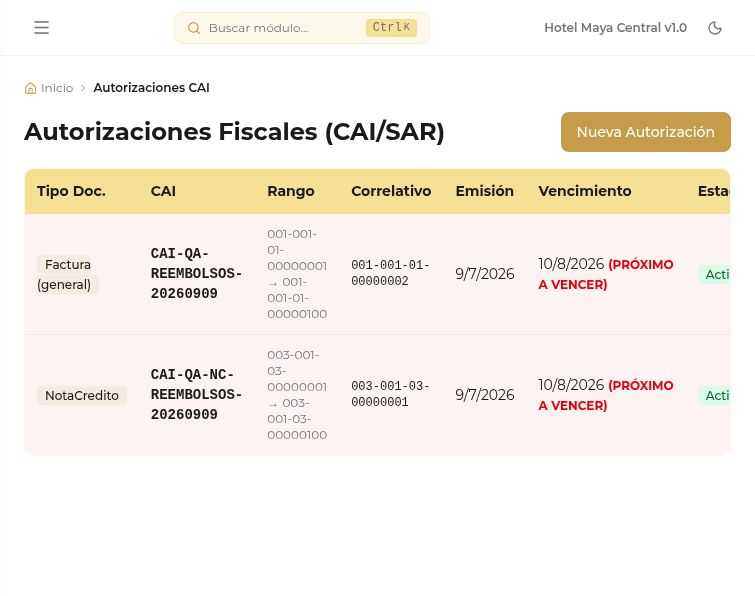 Buscar módulo...
Ctrl K
Hotel Maya Central v1.0
Inicio
Autorizaciones CAI
Autorizaciones Fiscales (CAI/SAR)
Nueva Autorización
Tipo Doc. CAI Rango Correlativo Emisión Vencimiento Esta
Factura
(general)
CAI-QA-
REEMBOLSOS-
20260909
001-001-
01-
00000001
→ 001-
001-01-
00000100
001-001-01-
00000002
9/7/2026
10/8/2026 (PRÓXIMO
A VENCER)
Acti
NotaCredito
CAI-QA-NC-
REEMBOLSOS-
20260909
003-001-
03-
00000001
→ 003-
001-03-
00000100
003-001-03-
00000001
9/7/2026
10/8/2026 (PRÓXIMO
A VENCER)
Acti